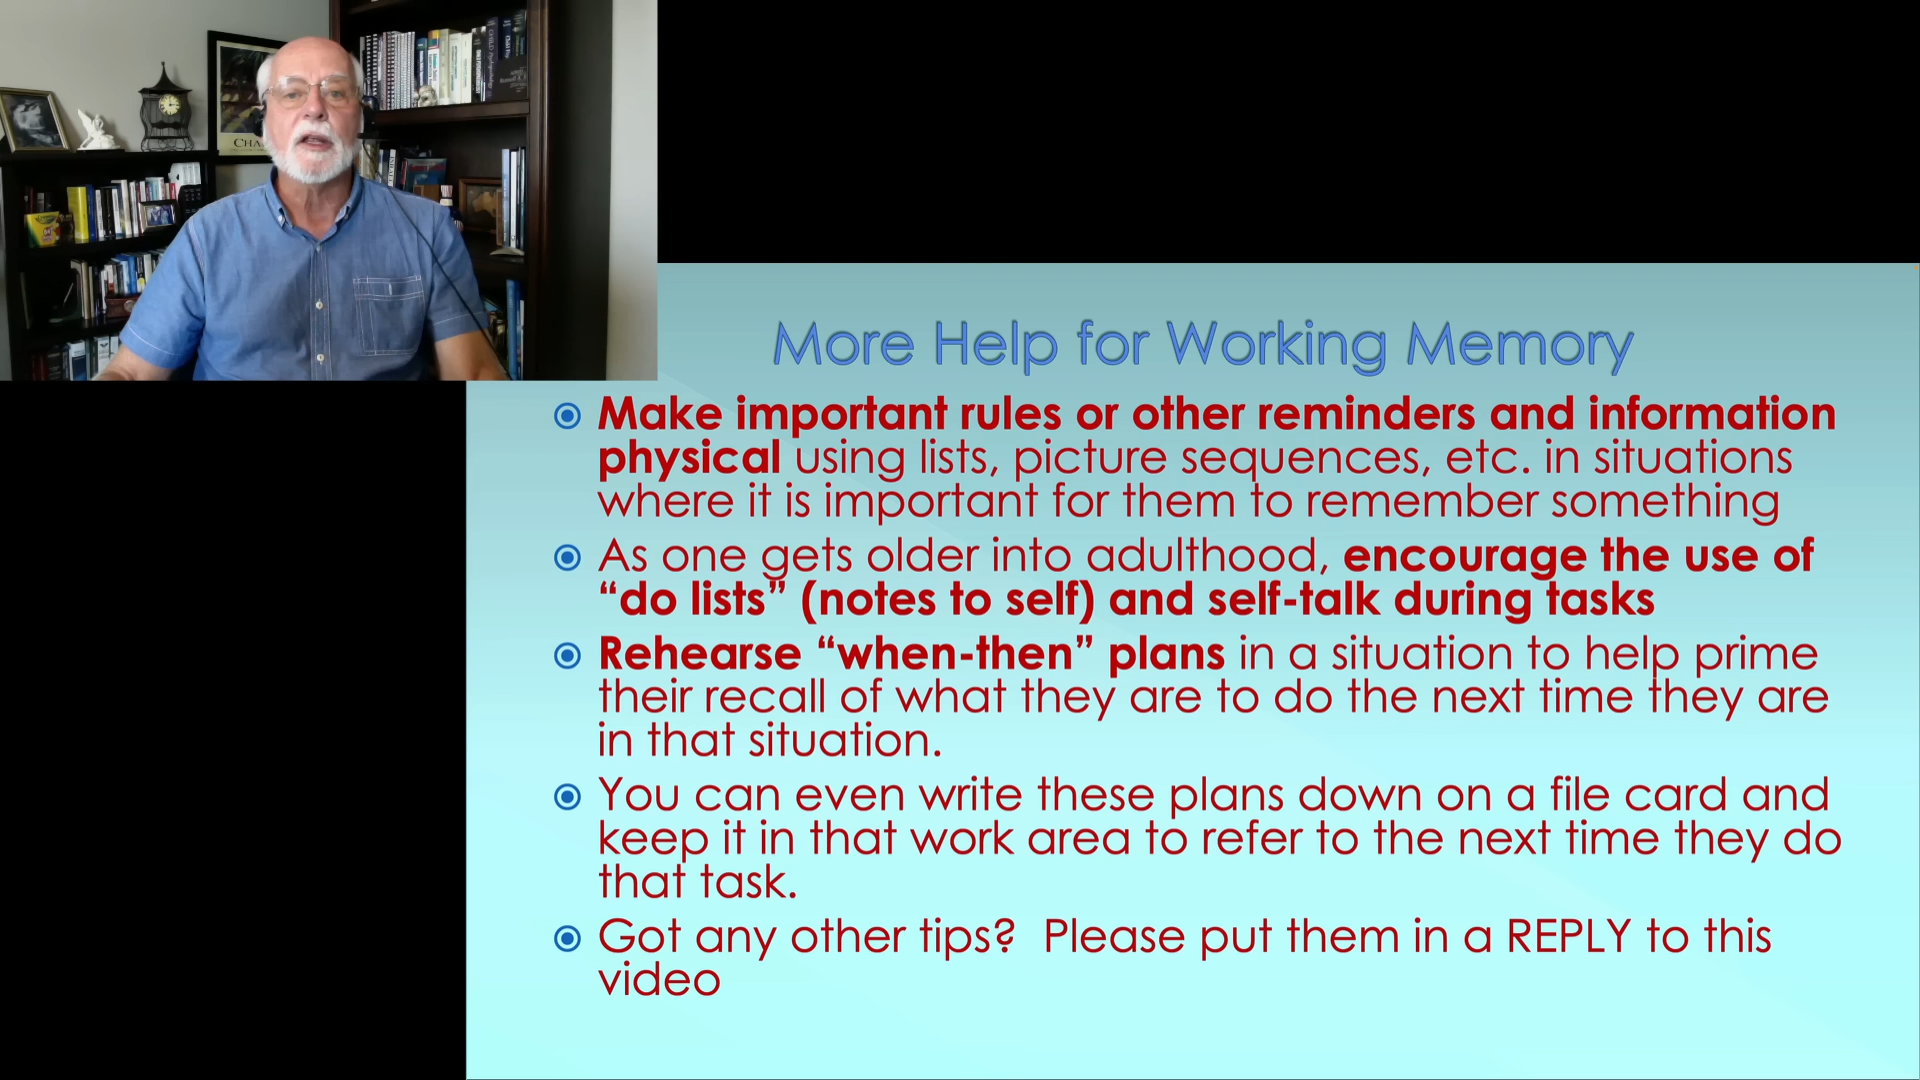 CHA
More Help for Working Memory
Make important rules or other reminders and information
physical using lists, picture sequences, etc. in situations
where it is important for them to remember something
As one gets older into adulthood, encourage the use of
“do lists” (notes to self) and self-talk during tasks
Rehearse “when-then” plans in a situation to help prime
their recall of what they are to do the next time they are
in that situation.
You can even write these plans down on a file card and
keep it in that work area to refer to the next time they do
that task.
Got any other tips?  Please put them in a REPLY to this
video